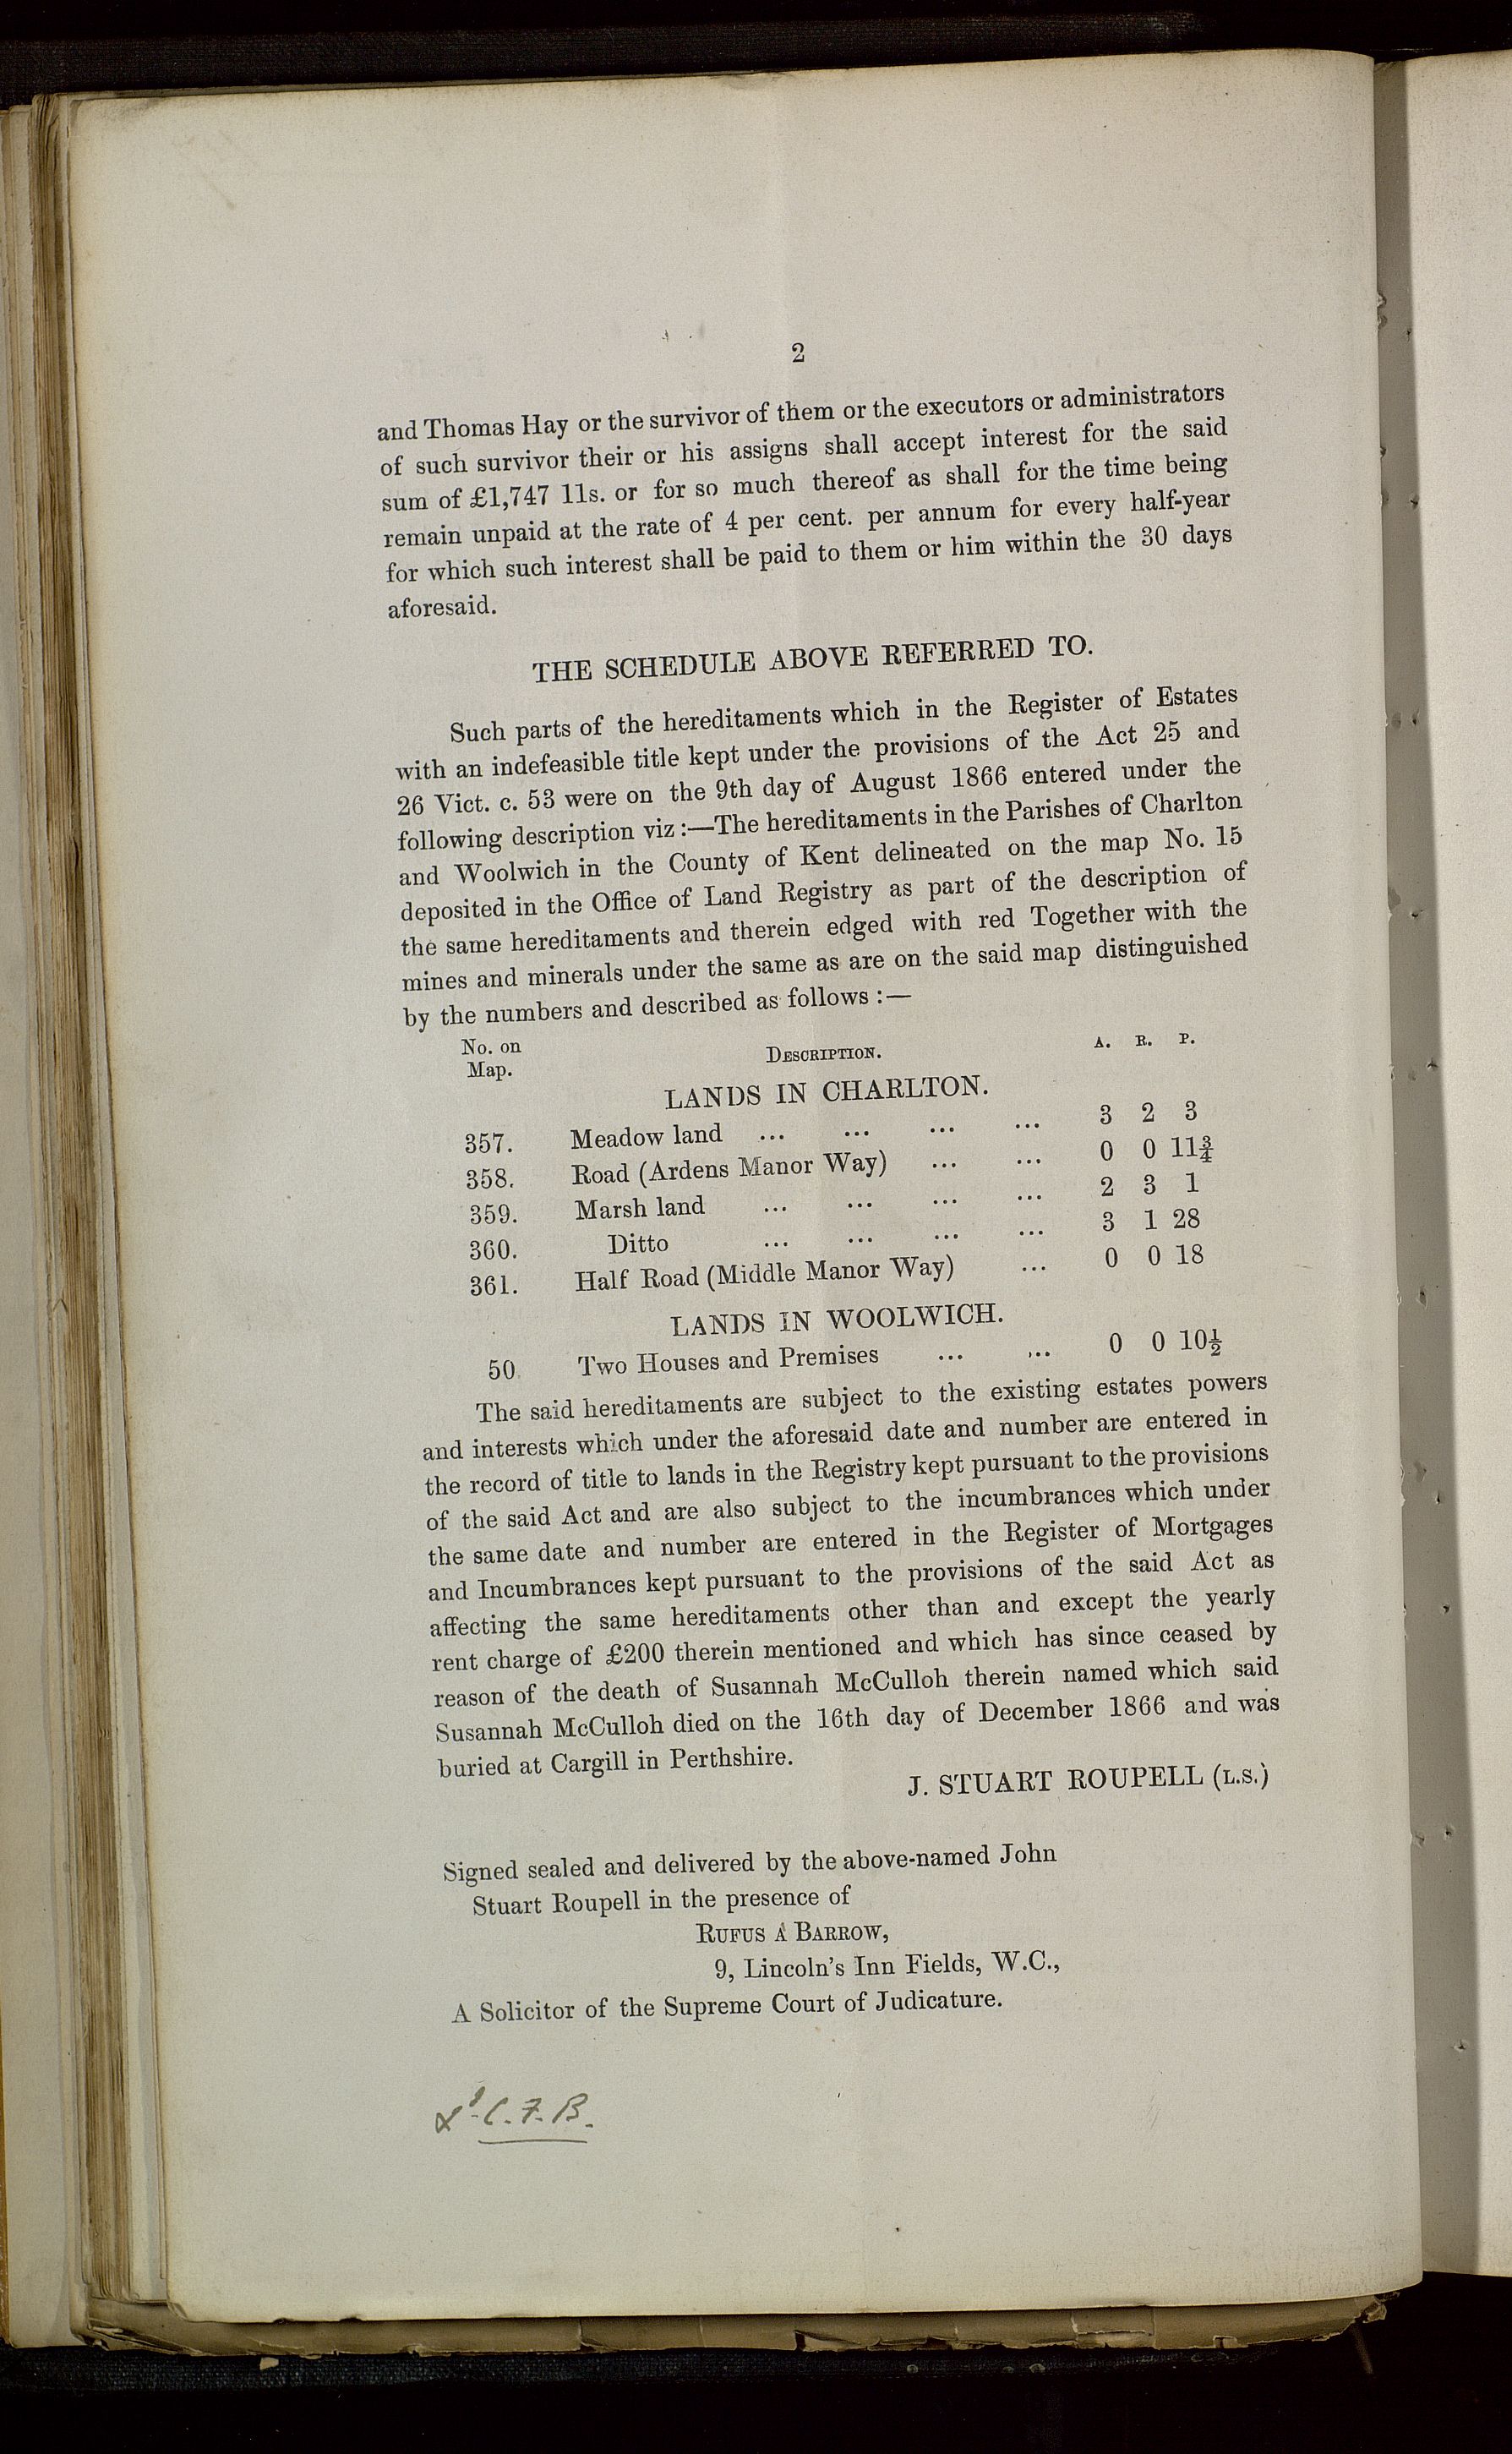 2
and Thomas Hay or the survivor of them or the executors or administrators
of such survivor their or his assigns shall accept interest for the said
sum of £1,747 11s. or for so much thereof as shall for the time being
remain unpaid at the rate of 4 per cent. per annum for every half-year
for which such interest shall be paid to them or him within the 30 days
aforesaid.
THE SCHEDULE ABOVE REFERRED TO.
Such parts of the hereditaments which in the Register of Estates
with an indefeasible title kept under the provisions of the Act 25 and
26 Vict. c. 53 were on the 9th day of August 1866 entered under the
following description viz :—The hereditaments in the Parishes of Charlton
and Woolwich in the County of Kent delineated on the map No. 15
deposited in the Office of Land Registry as part of the description of
the same hereditaments and therein edged with red Together with the
mines and minerals under the same as are on the said map distinguished
by the numbers and described as follows :—
No. on Map. DESCRIPTION. A. R. P.
LANDS IN CHARLTON.
357. Meadow land ... ... ... ... 3 2 3
358. Road (Ardens Manor Way) ... ... 0 0 11¾
359. Marsh land ... ... ... ... 2 3 1
360. Ditto ... ... ... ... 3 1 28
361. Half Road (Middle Manor Way) ... 0 0 18
LANDS IN WOOLWICH.
50 Two Houses and Premises ... ... 0 0 10½
The said hereditaments are subject to the existing estates powers
and interests which under the aforesaid date and number are entered in
the record of title to lands in the Registry kept pursuant to the provisions
of the said Act and are also subject to the incumbrances which under
the same date and number are entered in the Register of Mortgages
and Incumbrances kept pursuant to the provisions of the said Act as
affecting the same hereditaments other than and except the yearly
rent charge of £200 therein mentioned and which has since ceased by
reason of the death of Susannah McCulloh therein named which said
Susannah McCulloh died on the 16th day of December 1866 and was
buried at Cargill in Perthshire.
J. STUART ROUPELL (L.S.)
Signed sealed and delivered by the above-named John
Stuart Roupell in the presence of
RUFUS A BARROW,
9, Lincoln's Inn Fields, W.C.,
A Solicitor of the Supreme Court of Judicature.
C. F. B.